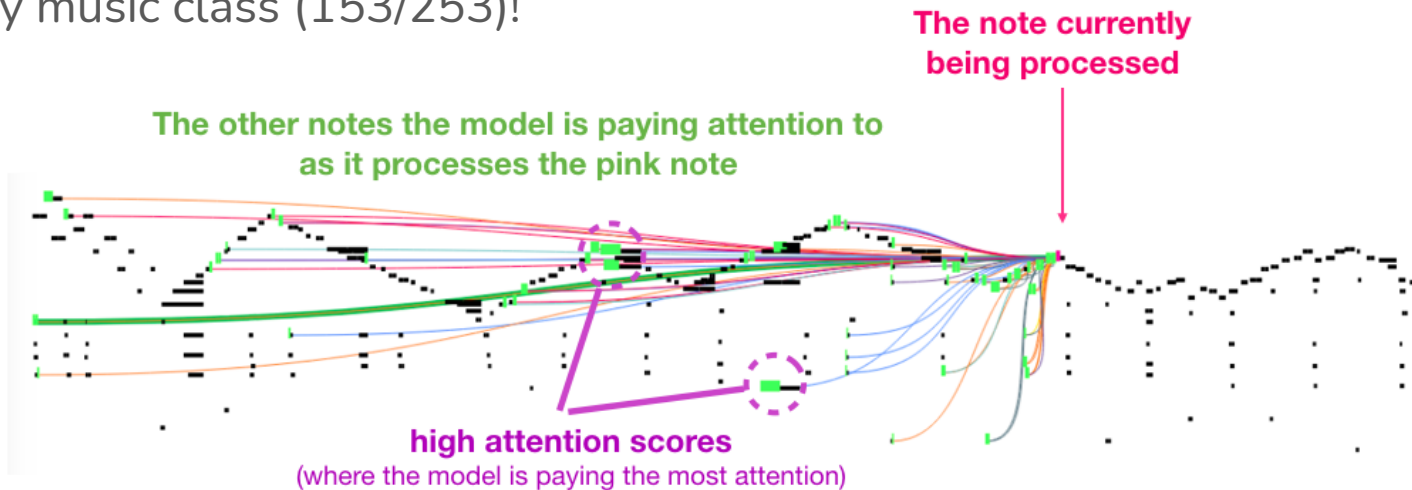 y music class (153/253)!
The note currently
being processed
The other notes the model is paying attention to
as it processes the pink note
high attention scores
(where the model is paying the most attention)